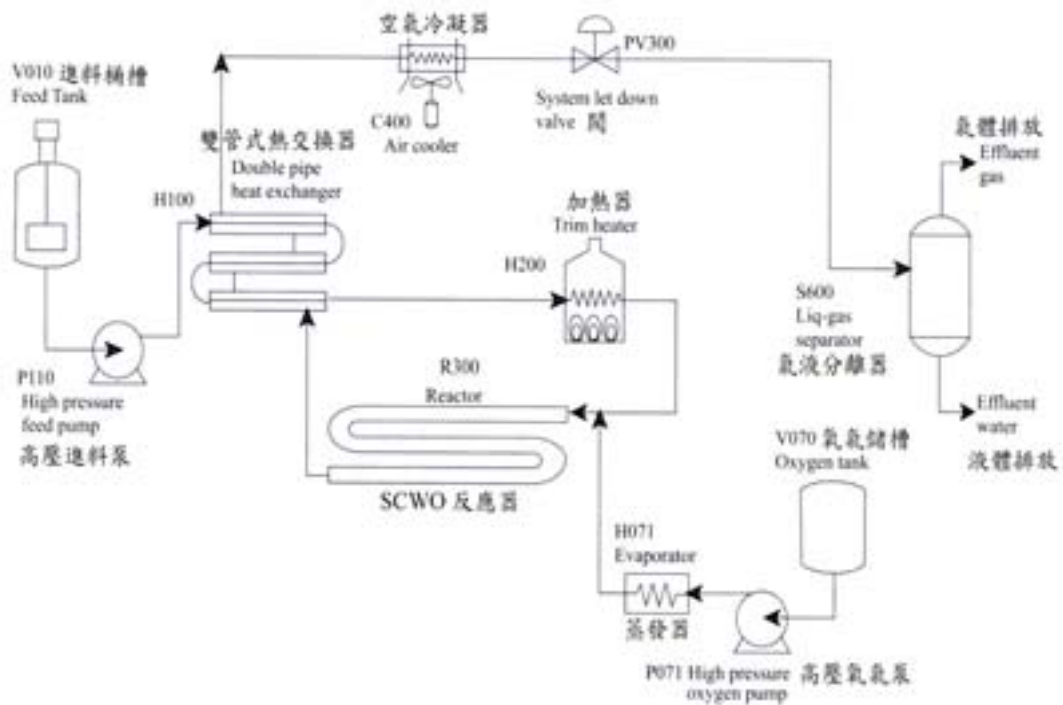 空氣冷凝器
C400
Air cooler
PV300
System let down
valve 閥
V010 進料桶槽
Feed Tank
雙管式熱交換器
Double pipe
heat exchanger
H100
加熱器
Trim heater
H200
氣體排放
Effluent
gas
S600
Liq-gas
separator
氣液分離器
Effluent
water
液體排放
P110
High pressure
feed pump
高壓進料泵
R300
Reactor
SCWO 反應器
V070 氧氣儲槽
Oxygen tank
H071
Evaporator
蒸發器
P071 High pressure 高壓氧氣泵
oxygen pump